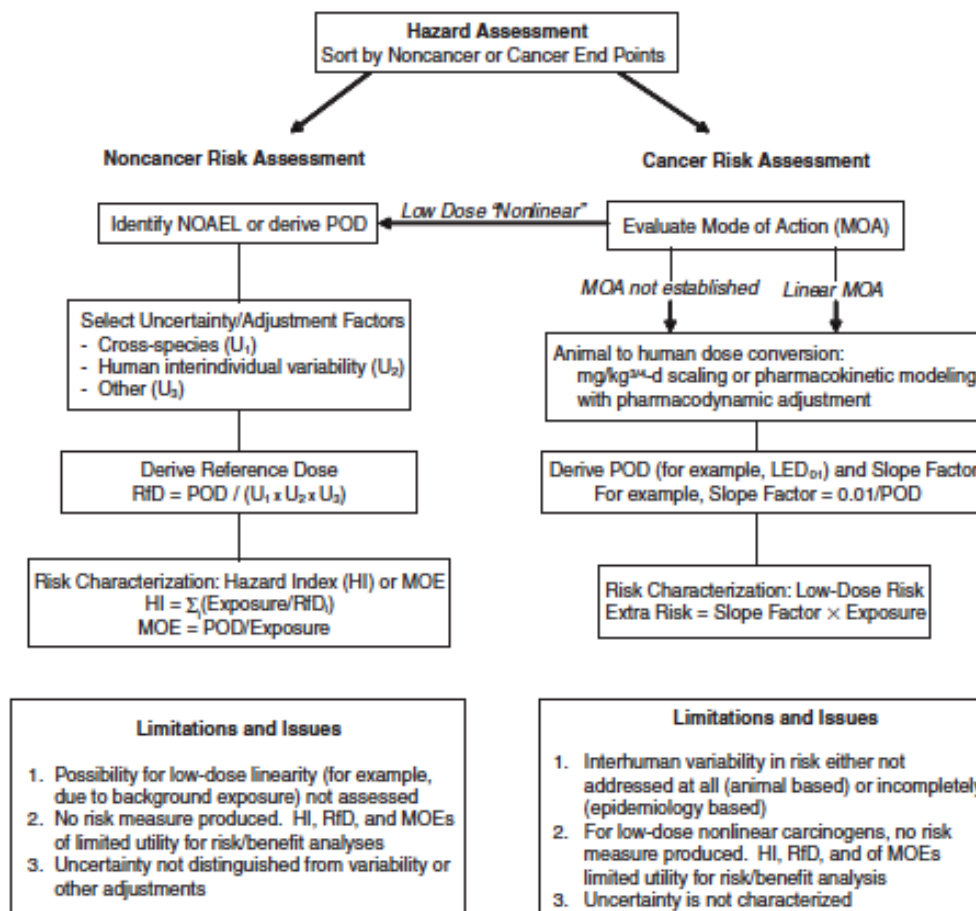 Hazard Assessment
Sort by Noncancer or Cancer End Points
Noncancer Risk Assessment
Cancer Risk Assessment
Identify NOAEL or derive POD
Low Dose "Nonlinear"
Evaluate Mode of Action (MOA)
MOA not established
Linear MOA
Select Uncertainty/Adjustment Factors
- Cross-species (U₁)
- Human interindividual variability (U₂)
- Other (U₃)
Animal to human dose conversion:
mg/kg³ᐟ⁴-d scaling or pharmacokinetic modeling
with pharmacodynamic adjustment
Derive Reference Dose
RfD = POD / (U₁ x U₂ x U₃)
Derive POD (for example, LED₀₁) and Slope Factor
For example, Slope Factor = 0.01/POD
Risk Characterization: Hazard Index (HI) or MOE
HI = Σᵢ(Exposure/RfDᵢ)
MOE = POD/Exposure
Risk Characterization: Low-Dose Risk
Extra Risk = Slope Factor × Exposure
Limitations and Issues
1. Possibility for low-dose linearity (for example,
due to background exposure) not assessed
2. No risk measure produced. HI, RfD, and MOEs
of limited utility for risk/benefit analyses
3. Uncertainty not distinguished from variability or
other adjustments
Limitations and Issues
1. Interhuman variability in risk either not
addressed at all (animal based) or incompletely
(epidemiology based)
2. For low-dose nonlinear carcinogens, no risk
measure produced. HI, RfD, and of MOEs
limited utility for risk/benefit analysis
3. Uncertainty is not characterized